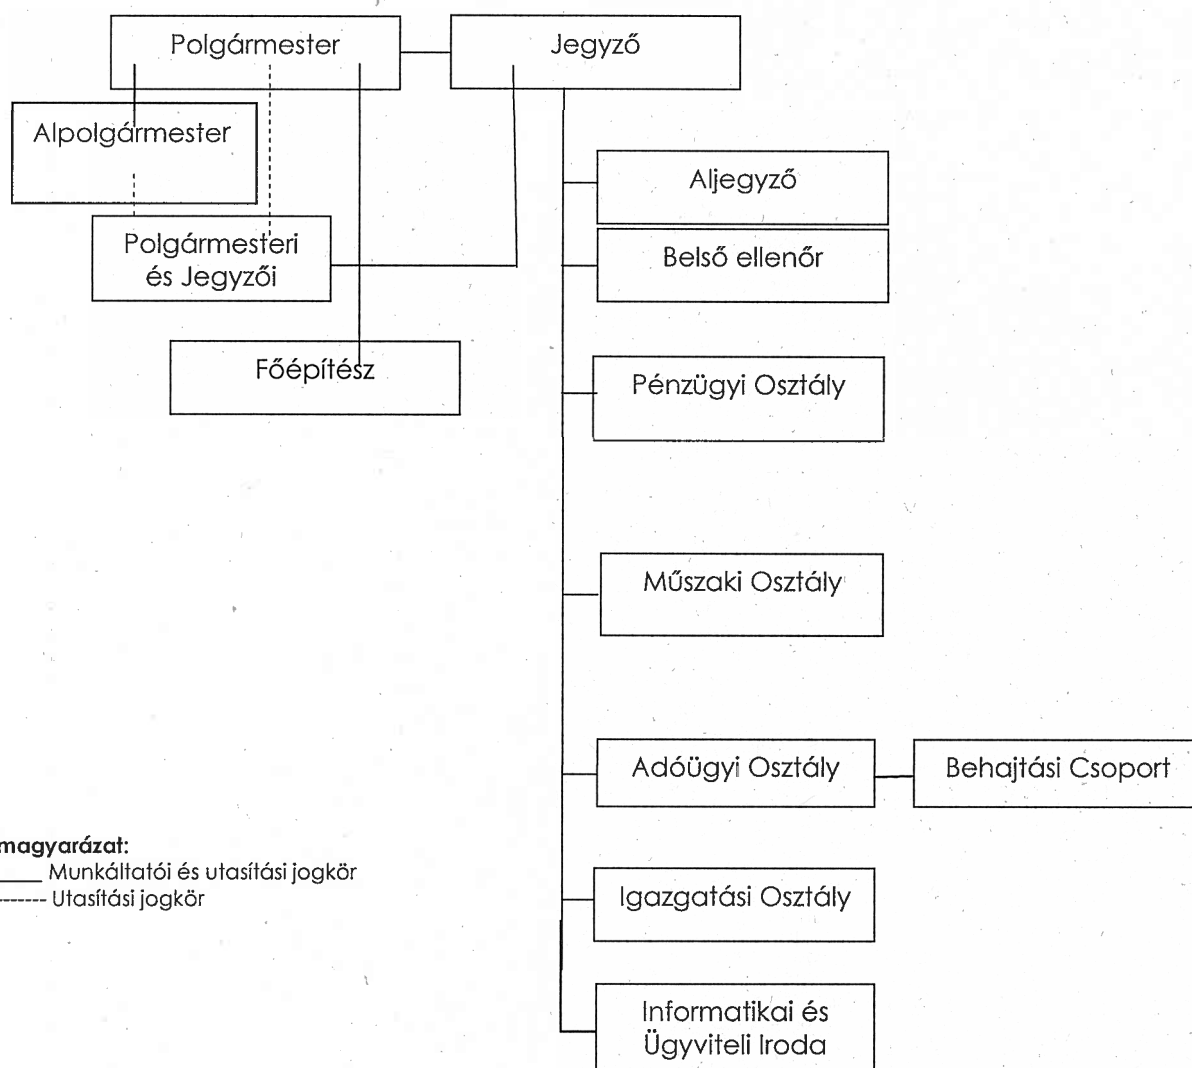 Polgármester
Jegyző
Alpolgármester
Aljegyző
Polgármesteri
és Jegyzői
Belső ellenőr
Főépítész
Pénzügyi Osztály
Műszaki Osztály
Adóügyi Osztály
Behajtási Csoport
magyarázat:
____ Munkáltatói és utasítási jogkör
------- Utasítási jogkör
Igazgatási Osztály
Informatikai és
Ügyviteli Iroda